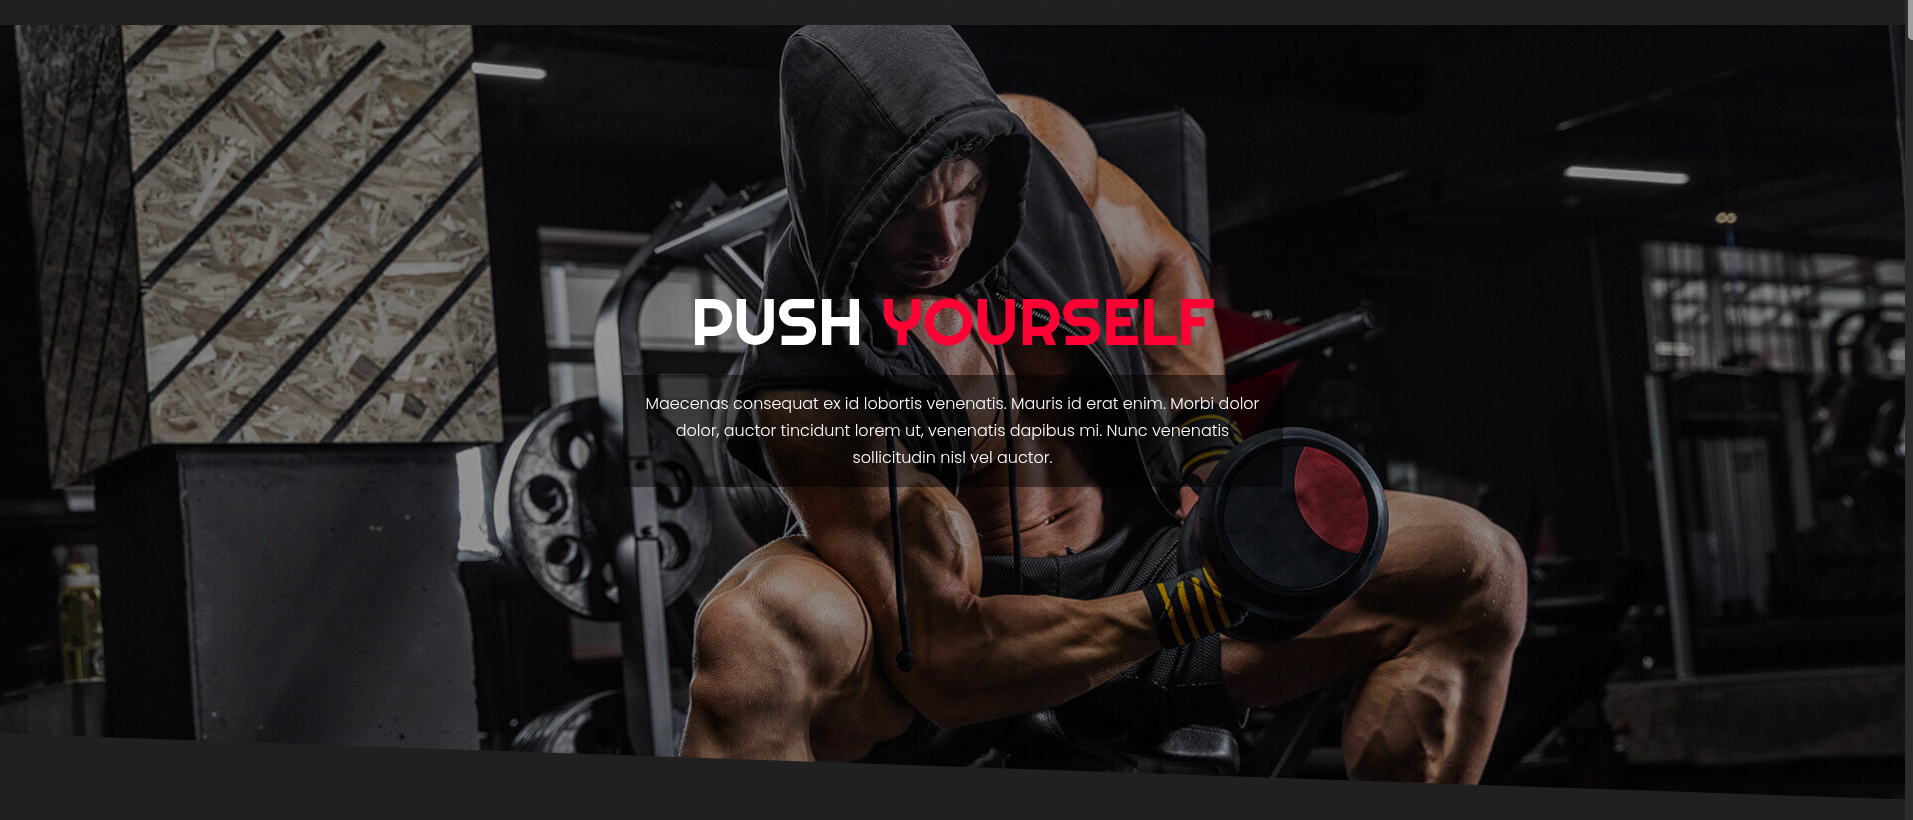 PUSH YOURSELF
Maecenas consequat ex id lobortis venenatis. Mauris id erat enim. Morbi dolor
dolor, auctor tincidunt lorem ut, venenatis dapibus mi. Nunc venenatis
sollicitudin nisl vel auctor.